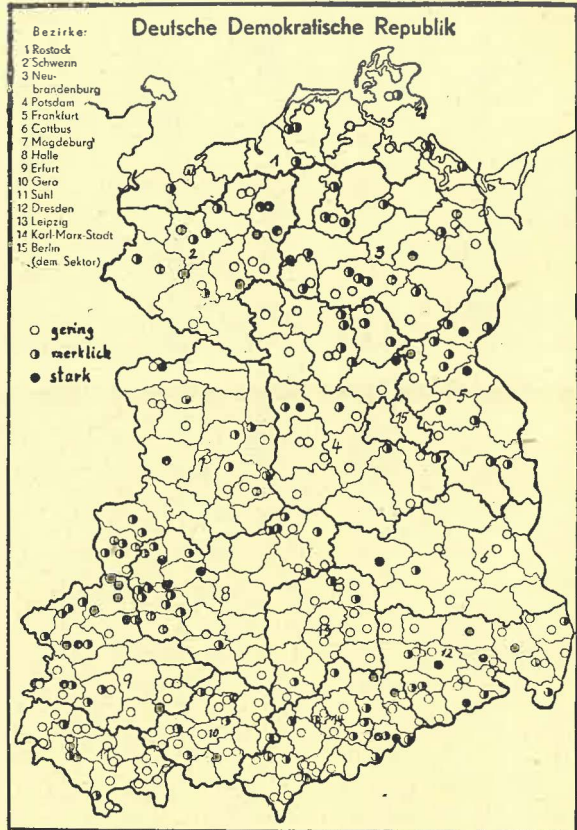 Deutsche Demokratische Republik
Bezirke:
1 Rostock
2 Schwerin
3 Neu-
brandenburg
4 Potsdam
5 Frankfurt
6 Cottbus
7 Magdeburg
8 Halle
9 Erfurt
10 Gera
11 Suhl
12 Dresden
13 Leipzig
14 Karl-Marx-Stadt
15 Berlin
(dem. Sektor)
gering
merklich
stark
1
2
3
5
15
4
7
6
8
13
12
9
14
10
11